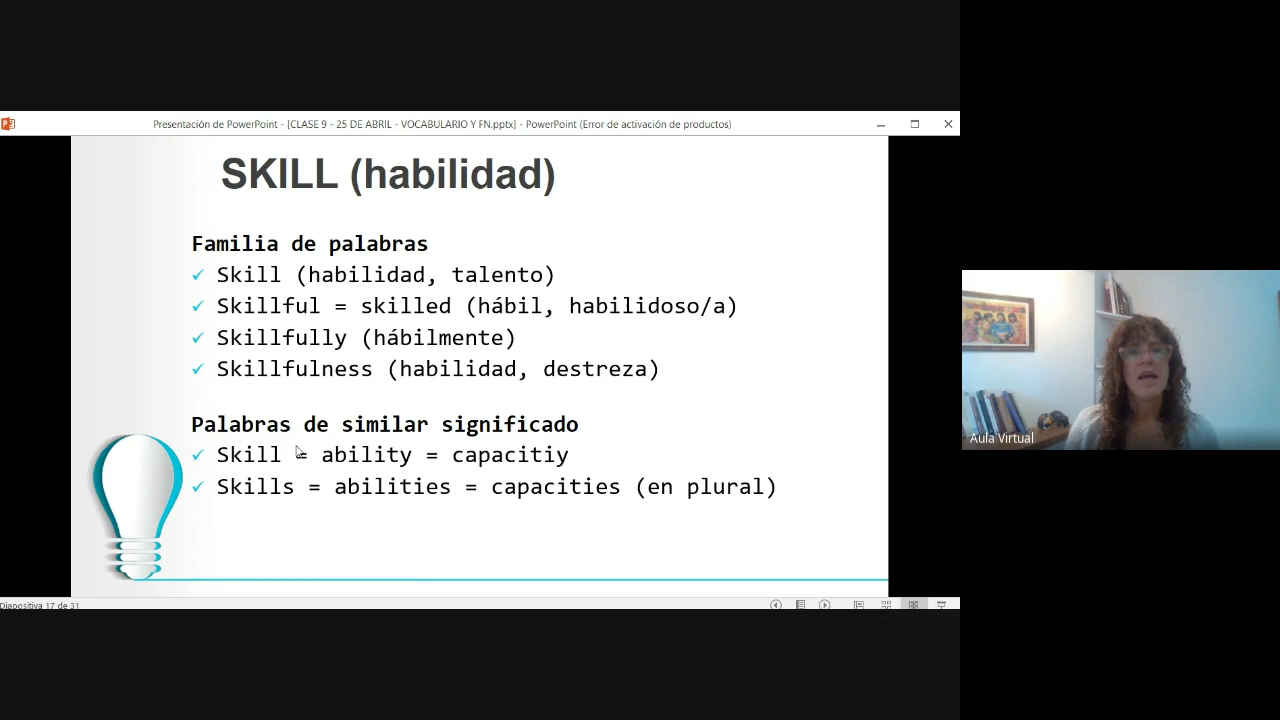 Presentación de PowerPoint - [CLASE 9 - 25 DE ABRIL - VOCABULARIO Y FN.pptx] - PowerPoint (Error de activación de productos)
SKILL (habilidad)
Familia de palabras
✓ Skill (habilidad, talento)
✓ Skillful = skilled (hábil, habilidoso/a)
✓ Skillfully (hábilmente)
✓ Skillfulness (habilidad, destreza)
Palabras de similar significado
✓ Skill = ability = capacitiy
✓ Skills = abilities = capacities (en plural)
Diapositiva 17 de 31
Aula Virtual